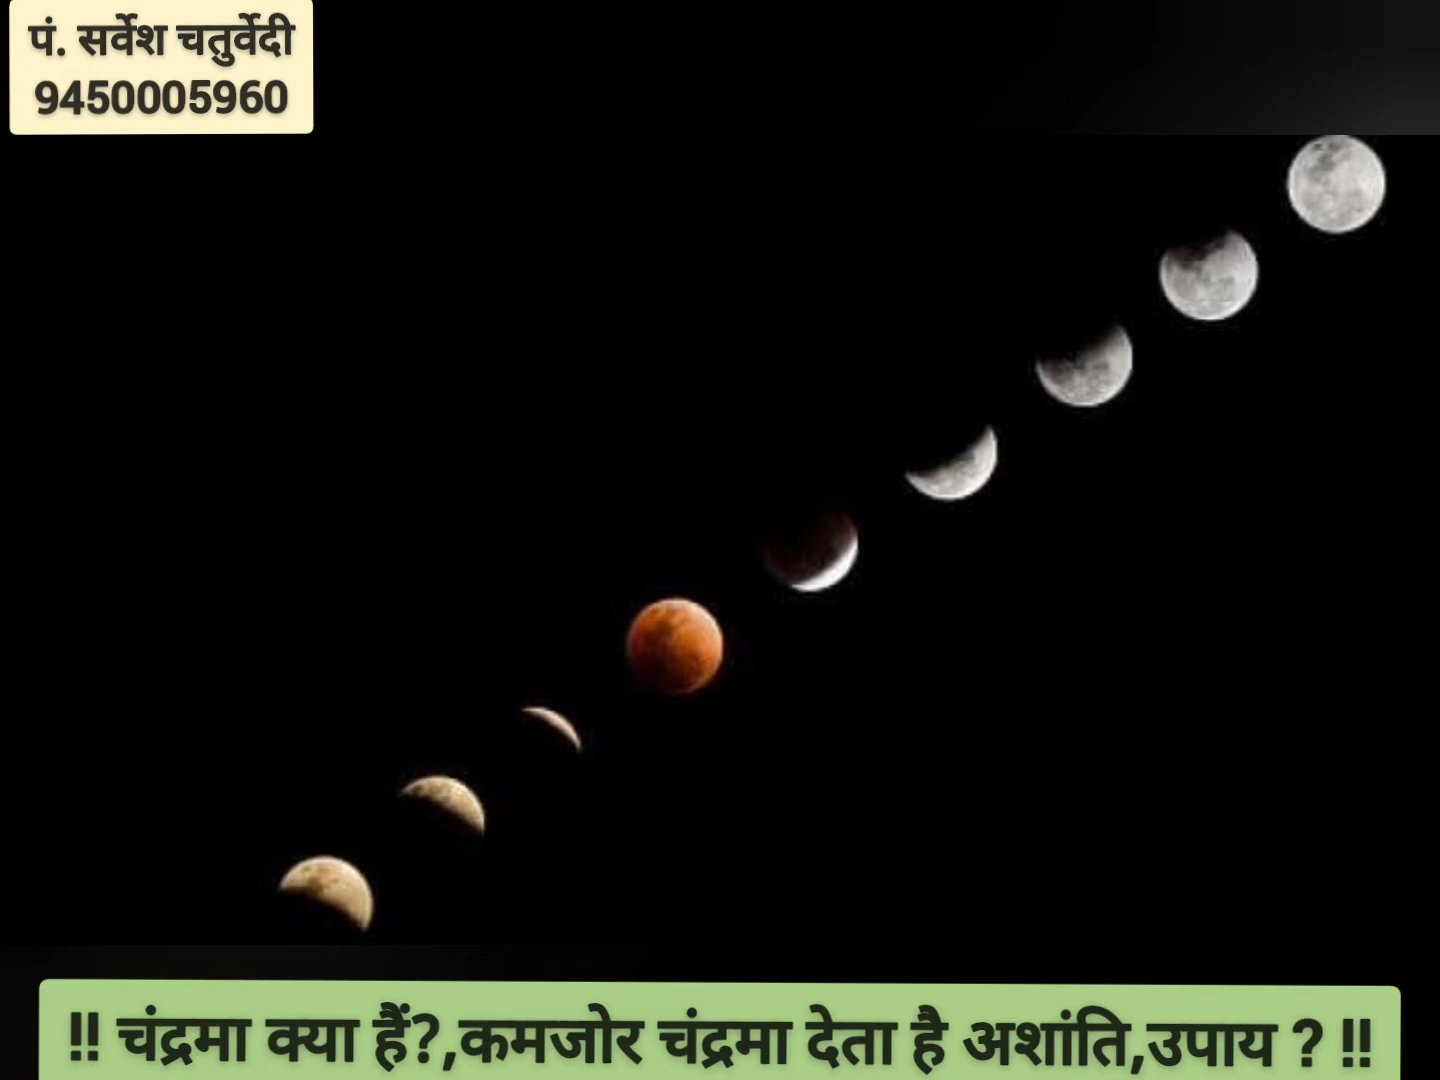 पं. सर्वेश चतुर्वेदी
9450005960
!! चंद्रमा क्या हैं?,कमजोर चंद्रमा देता है अशांति,उपाय ? !!